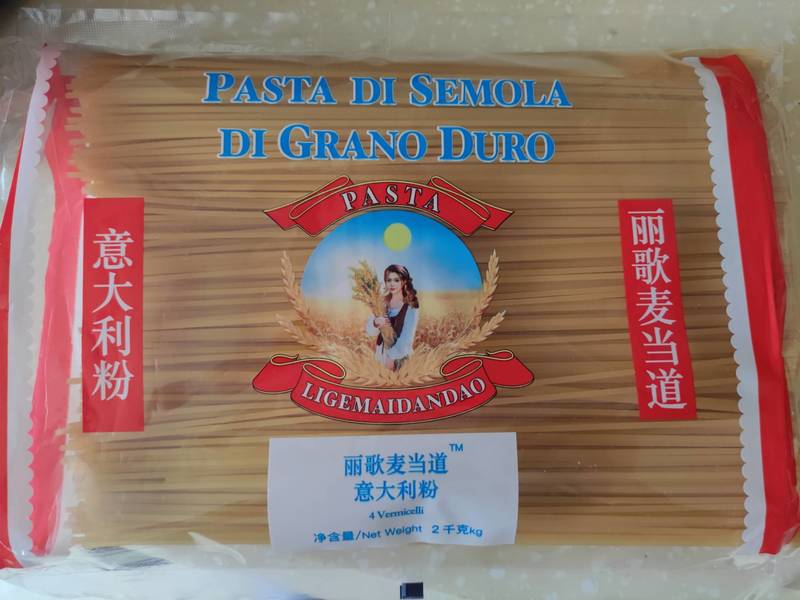 PASTA DI SEMOLA
DI GRANO DURO
PASTA
意大利粉
丽歌麦当道
LIGEMAIDANDAO
丽歌麦当道™
意大利粉
4 Vermicelli
净含量/Net Weight 2 千克kg